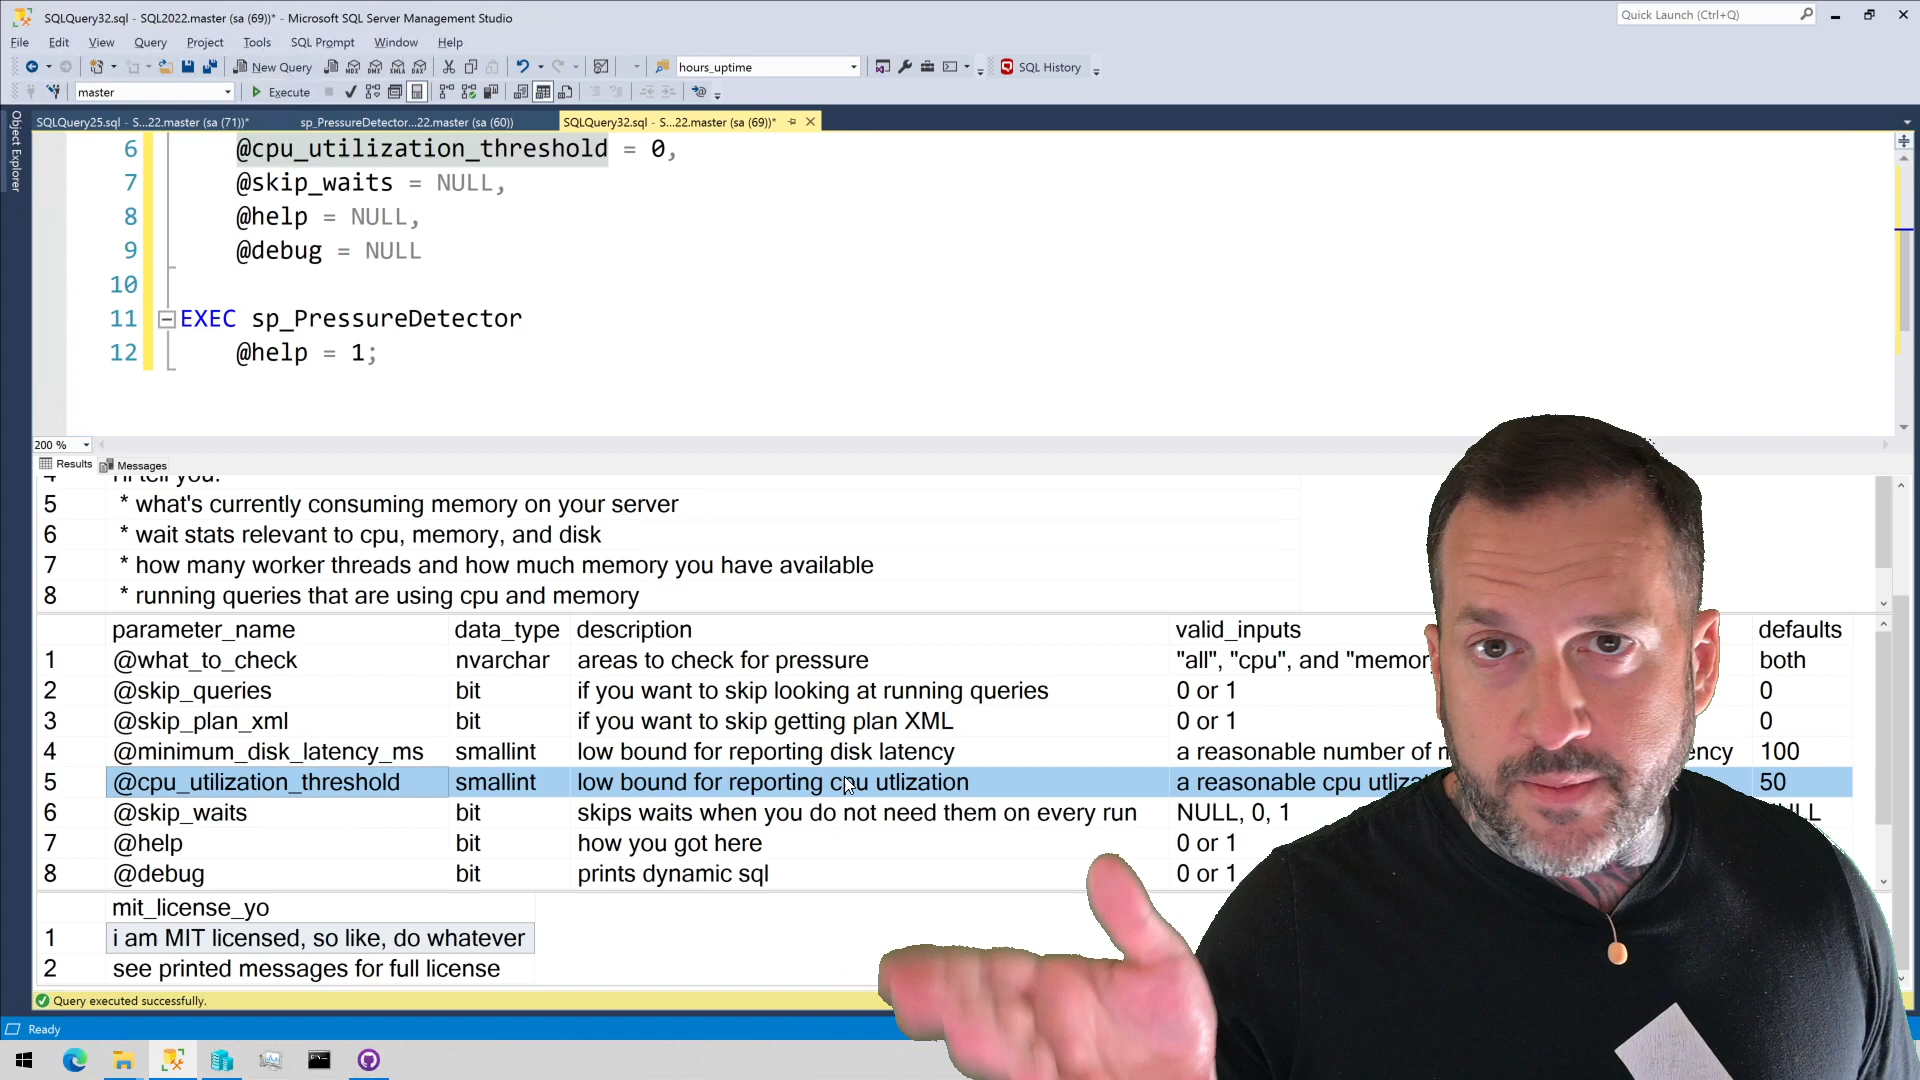 SQLQuery32.sql - SQL2022.master (sa (69))* - Microsoft SQL Server Management Studio
Quick Launch (Ctrl+Q)
File Edit View Query Project Tools SQL Prompt Window Help
New Query
hours_uptime
SQL History
master
Execute
SQLQuery25.sql - S...22.master (sa (71))*
sp_PressureDetector...22.master (sa (60))
SQLQuery32.sql - S...22.master (sa (69))*
Object Explorer
6 @cpu_utilization_threshold = 0,
7 @skip_waits = NULL,
8 @help = NULL,
9 @debug = NULL
10
11 EXEC sp_PressureDetector
12 @help = 1;
200 %
Results Messages
5 * what's currently consuming memory on your server
6 * wait stats relevant to cpu, memory, and disk
7 * how many worker threads and how much memory you have available
8 * running queries that are using cpu and memory
parameter_name data_type description valid_inputs defaults
1 @what_to_check nvarchar areas to check for pressure "all", "cpu", and "memor both
2 @skip_queries bit if you want to skip looking at running queries 0 or 1 0
3 @skip_plan_xml bit if you want to skip getting plan XML 0 or 1 0
4 @minimum_disk_latency_ms smallint low bound for reporting disk latency a reasonable number of 100
5 @cpu_utilization_threshold smallint low bound for reporting cpu utlization a reasonable cpu 50
6 @skip_waits bit skips waits when you do not need them on every run NULL, 0, 1
7 @help bit how you got here 0 or 1
8 @debug bit prints dynamic sql 0 or 1
mit_license_yo
1 i am MIT licensed, so like, do whatever
2 see printed messages for full license
Query executed successfully.
Ready